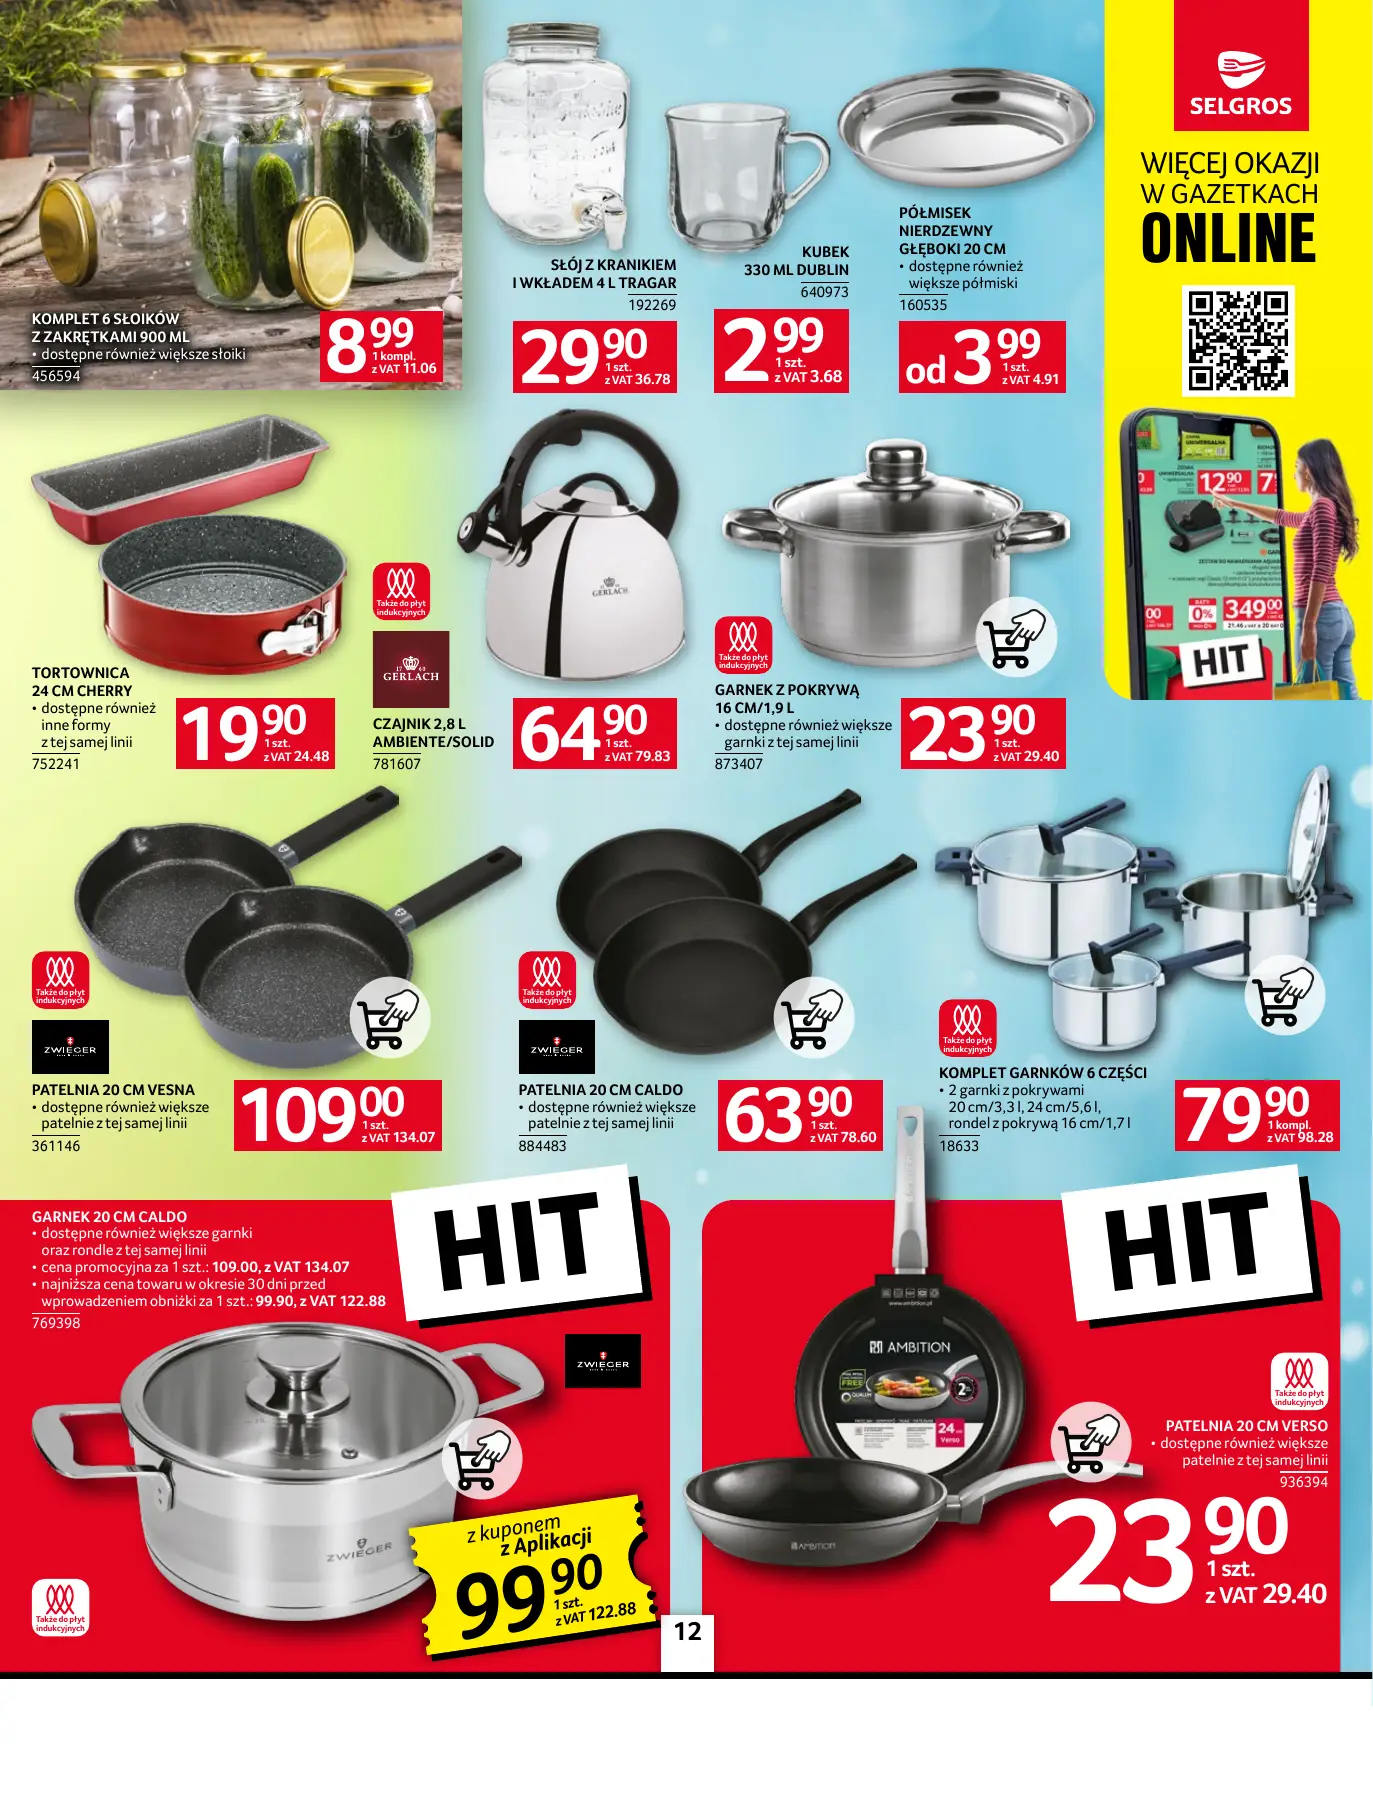 SELGROS
WIĘCEJ OKAZJI
W GAZETKACH
ONLINE
KOMPLET 6 SŁOIKÓW
Z ZAKRĘTKAMI 900 ML
• dostępne również większe słoiki
456594
8 99
1 kompl.
z VAT 11.06
SŁÓJ Z KRANIKIEM
I WKŁADEM 4 L TRAGAR
192269
29 90
1 szt.
z VAT 36.78
KUBEK
330 ML DUBLIN
640973
2 99
1 szt.
z VAT 3.68
PÓŁMISEK
NIERDZEWNY
GŁĘBOKI 20 CM
• dostępne również
większe półmiski
160535
od 3 99
1 szt.
z VAT 4.91
12 90
349 00
HIT
TORTOWNICA
24 CM CHERRY
• dostępne również
inne formy
z tej samej linii
752241
19 90
1 szt.
z VAT 24.48
Także do płyt
indukcyjnych
17 60
GERLACH
GERLACH
CZAJNIK 2,8 L
AMBIENTE/SOLID
781607
64 90
1 szt.
z VAT 79.83
Także do płyt
indukcyjnych
GARNEK Z POKRYWĄ
16 CM/1,9 L
• dostępne również większe
garnki z tej samej linii
873407
23 90
1 szt.
z VAT 29.40
Także do płyt
indukcyjnych
ZWIEGER
PATELNIA 20 CM VESNA
• dostępne również większe
patelnie z tej samej linii
361146
109 00
1 szt.
z VAT 134.07
Także do płyt
indukcyjnych
ZWIEGER
PATELNIA 20 CM CALDO
• dostępne również większe
patelnie z tej samej linii
884483
63 90
1 szt.
z VAT 78.60
Także do płyt
indukcyjnych
KOMPLET GARNKÓW 6 CZĘŚCI
• 2 garnki z pokrywami
20 cm/3,3 l, 24 cm/5,6 l,
rondel z pokrywą 16 cm/1,7 l
18633
79 90
1 kompl.
z VAT 98.28
GARNEK 20 CM CALDO
• dostępne również większe garnki
oraz rondle z tej samej linii
• cena promocyjna za 1 szt.: 109.00, z VAT 134.07
• najniższa cena towaru w okresie 30 dni przed
wprowadzeniem obniżki za 1 szt.: 99.90, z VAT 122.88
769398
HIT
ZWIEGER
ZWIEGER
Także do płyt
indukcyjnych
z kuponem
z Aplikacji
99 90
1 szt.
z VAT 122.88
HIT
www.ambition.pl
AMBITION
FREE
24
Verso
AMBITION
Także do płyt
indukcyjnych
PATELNIA 20 CM VERSO
• dostępne również większe
patelnie z tej samej linii
936394
23 90
1 szt.
z VAT 29.40
12